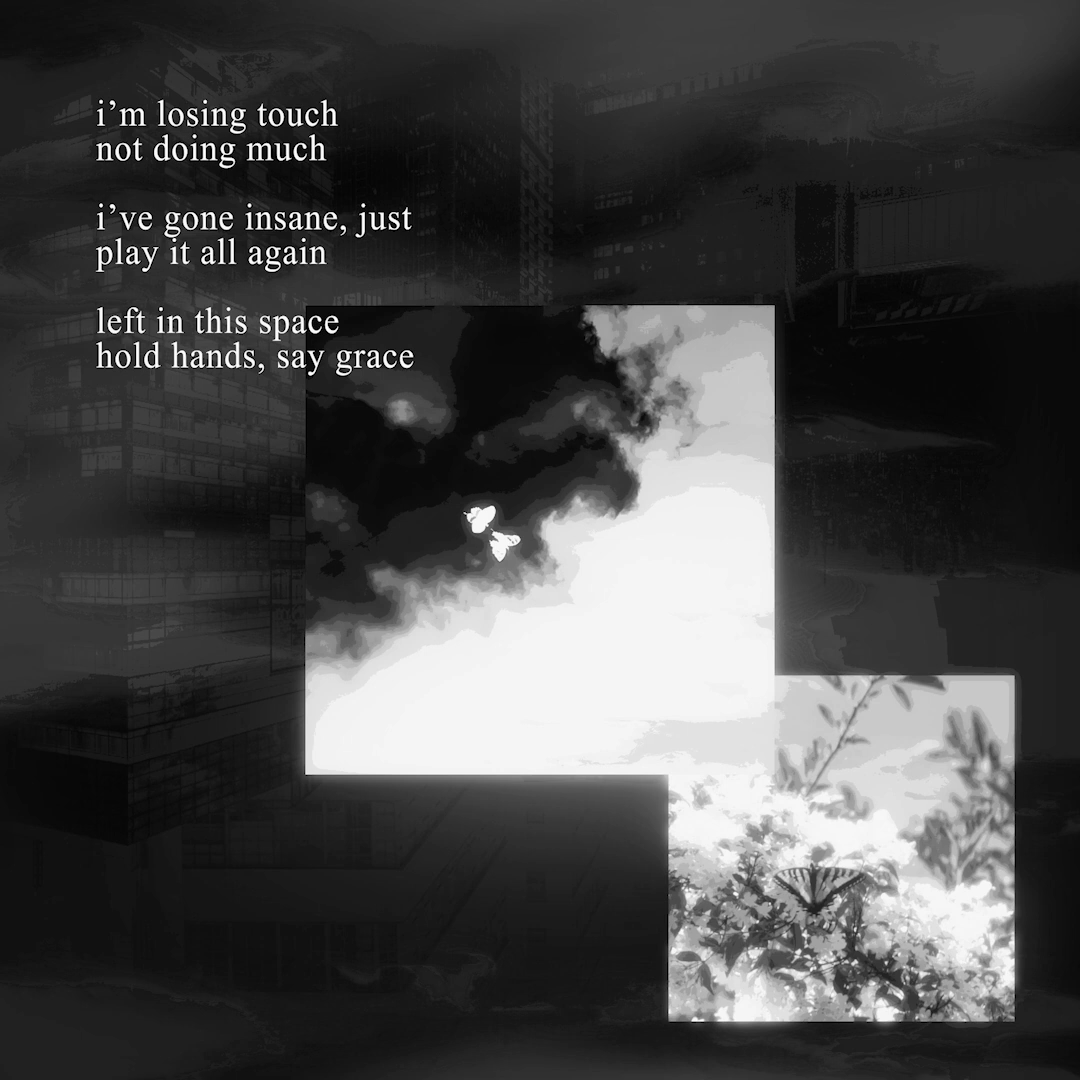 i’m losing touch
not doing much
i’ve gone insane, just
play it all again
left in this space
hold hands, say grace